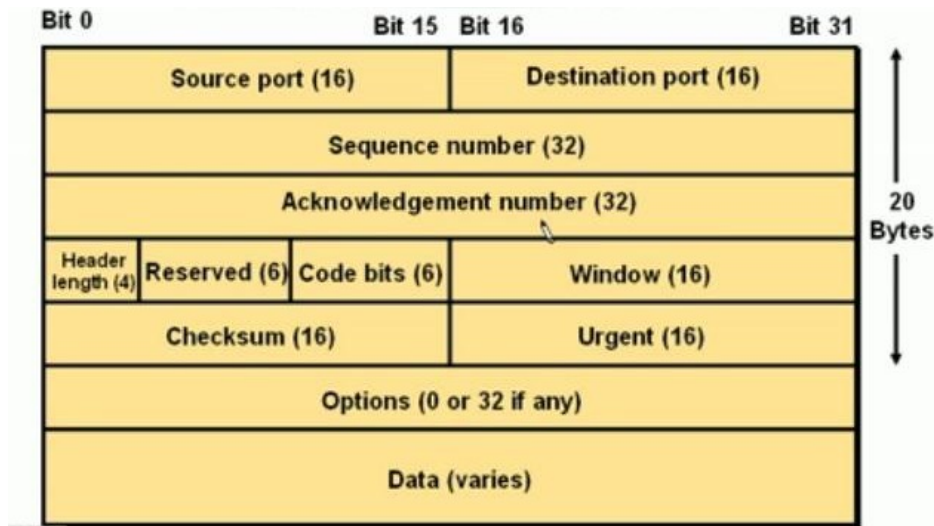 Bit 0 Bit 15 Bit 16 Bit 31
Source port (16) Destination port (16)
Sequence number (32)
Acknowledgement number (32)
20
Bytes
Header
length (4) Reserved (6) Code bits (6) Window (16)
Checksum (16) Urgent (16)
Options (0 or 32 if any)
Data (varies)